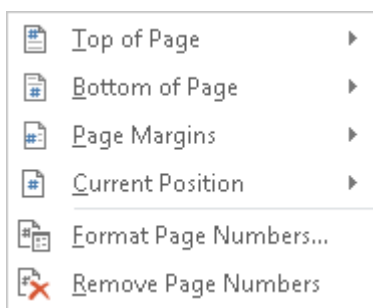 Top of Page
Bottom of Page
Page Margins
Current Position
Format Page Numbers...
Remove Page Numbers